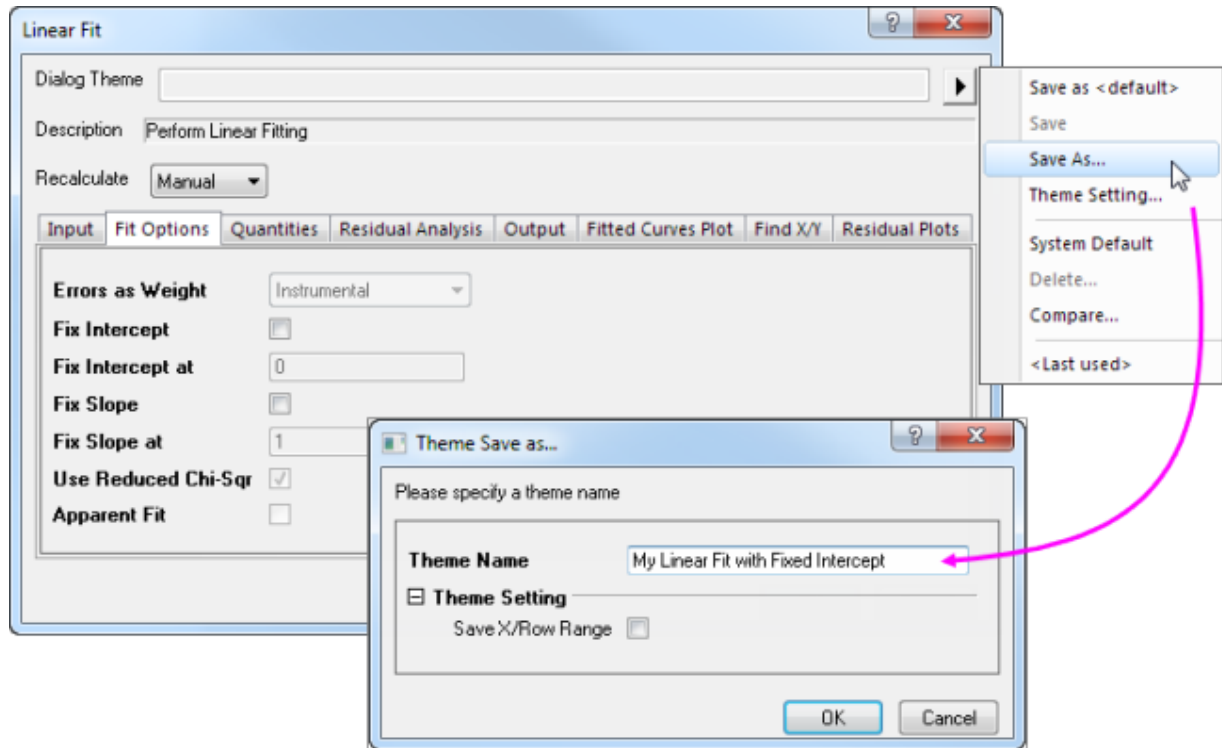 Linear Fit
Dialog Theme
Description Perform Linear Fitting
Recalculate Manual
Input Fit Options Quantities Residual Analysis Output Fitted Curves Plot Find X/Y Residual Plots
Errors as Weight Instrumental
Fix Intercept
Fix Intercept at 0
Fix Slope
Fix Slope at 1
Use Reduced Chi-Sqr
Apparent Fit
Save as <default>
Save
Save As...
Theme Setting...
System Default
Delete...
Compare...
<Last used>
Theme Save as...
Please specify a theme name
Theme Name My Linear Fit with Fixed Intercept
Theme Setting
Save X/Row Range
OK Cancel